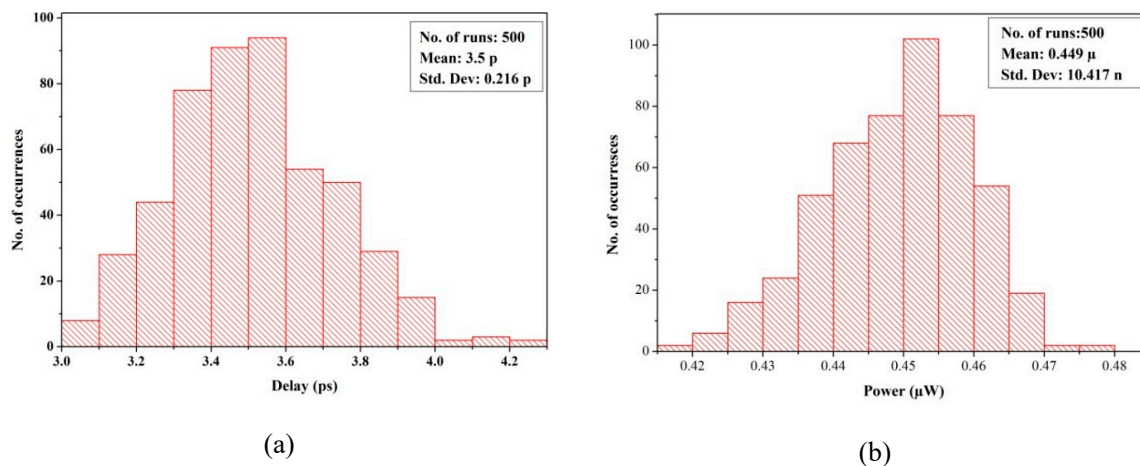 No. of runs: 500
Mean: 3.5 p
Std. Dev: 0.216 p
No. of occurrences
100
80
60
40
20
0
3.0 3.2 3.4 3.6 3.8 4.0 4.2
Delay (ps)
(a)
No. of runs:500
Mean: 0.449 µ
Std. Dev: 10.417 n
No. of occurresces
100
80
60
40
20
0
0.42 0.43 0.44 0.45 0.46 0.47 0.48
Power (µW)
(b)